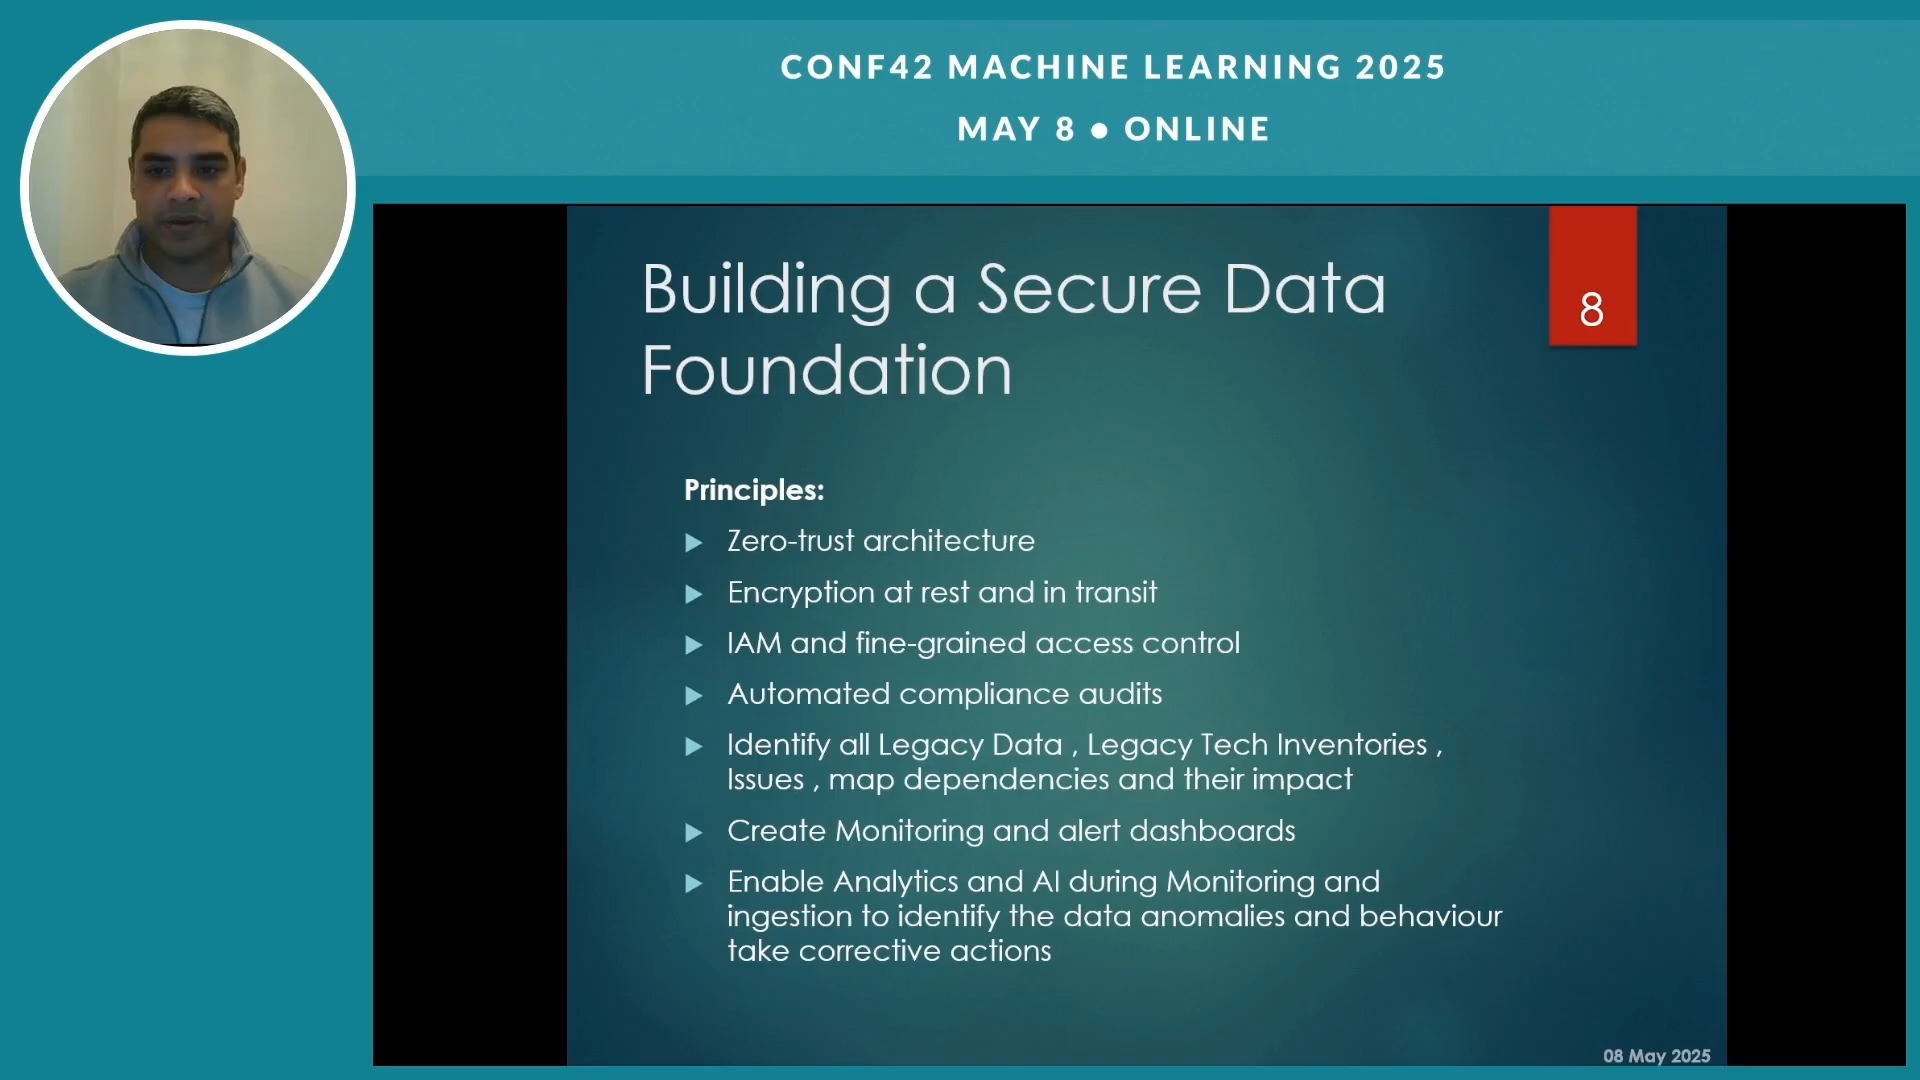 CONF42 MACHINE LEARNING 2025
MAY 8 ● ONLINE
Building a Secure Data
Foundation
8
Principles:
Zero-trust architecture
Encryption at rest and in transit
IAM and fine-grained access control
Automated compliance audits
Identify all Legacy Data , Legacy Tech Inventories ,
Issues , map dependencies and their impact
Create Monitoring and alert dashboards
Enable Analytics and AI during Monitoring and
ingestion to identify the data anomalies and behaviour
take corrective actions
08 May 2025